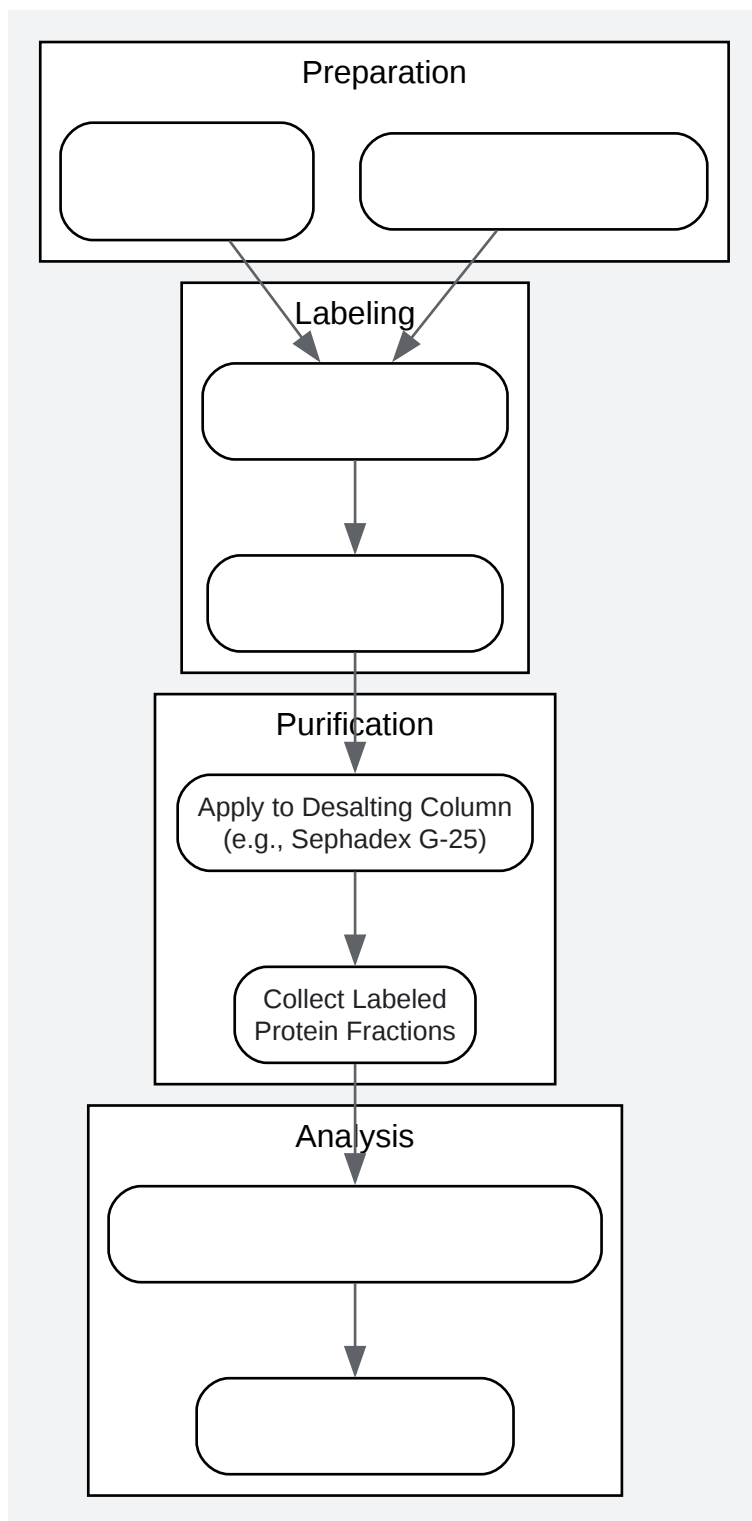 Preparation
Labeling
Purification
Apply to Desalting Column
(e.g., Sephadex G-25)
Collect Labeled
Protein Fractions
Analysis